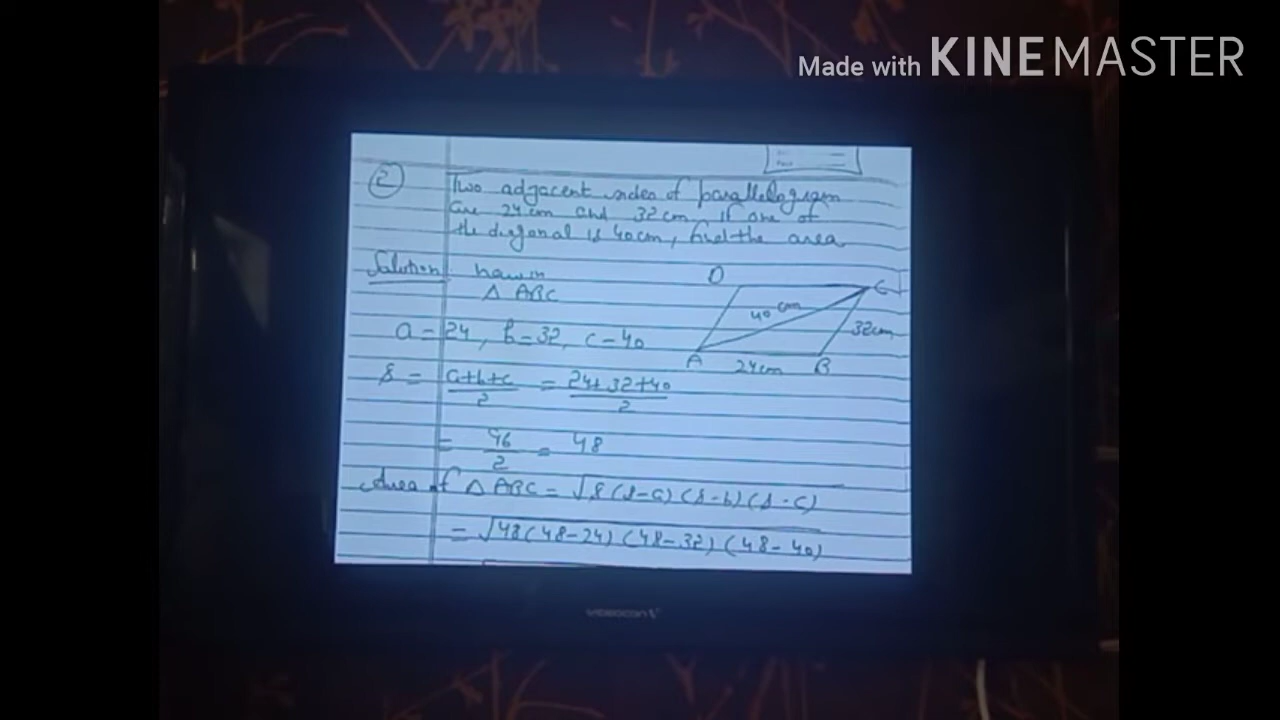 Made with KINEMASTER
2
Two adjacent sides of parallelogram
are 24 cm and 32 cm. If one of
the diagonal is 40cm, find the area
Solution
Δ ABC
D C
40 cm
32cm
a = 24, b = 32, c = 40
A 24cm B
s = a+b+c/2 = 24+32+40/2
= 96/2 = 48
Area of Δ ABC = √s(s-a)(s-b)(s-c)
= √48(48-24)(48-32)(48-40)
VIDEOCON